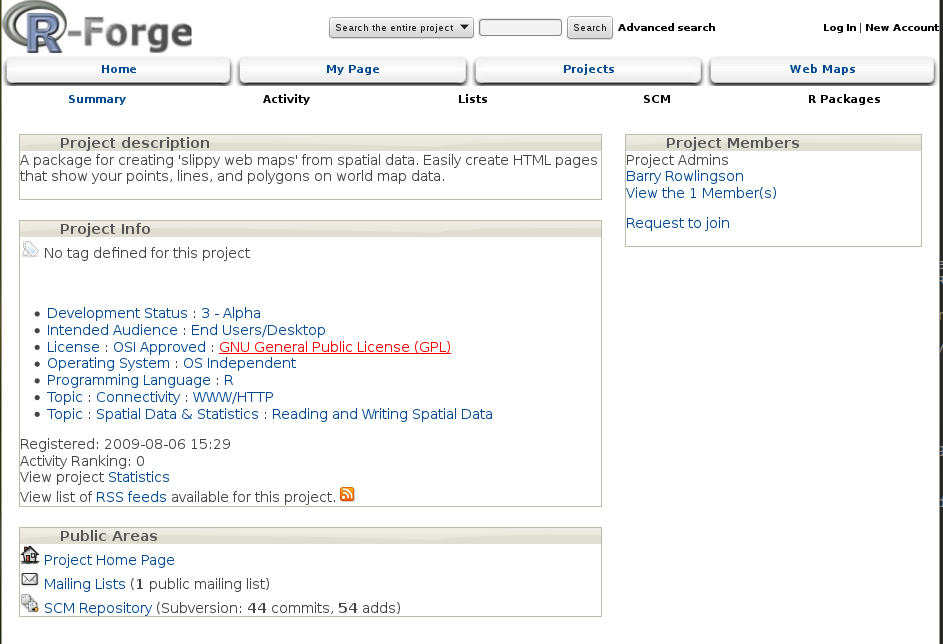 R-Forge
Search the entire project Search Advanced search Log In | New Account
Home My Page Projects Web Maps
Summary Activity Lists SCM R Packages
Project description
A package for creating 'slippy web maps' from spatial data. Easily create HTML pages
that show your points, lines, and polygons on world map data.
Project Members
Project Admins
Barry Rowlingson
View the 1 Member(s)
Request to join
Project Info
No tag defined for this project
• Development Status : 3 - Alpha
• Intended Audience : End Users/Desktop
• License : OSI Approved : GNU General Public License (GPL)
• Operating System : OS Independent
• Programming Language : R
• Topic : Connectivity : WWW/HTTP
• Topic : Spatial Data & Statistics : Reading and Writing Spatial Data
Registered: 2009-08-06 15:29
Activity Ranking: 0
View project Statistics
View list of RSS feeds available for this project.
Public Areas
Project Home Page
Mailing Lists (1 public mailing list)
SCM Repository (Subversion: 44 commits, 54 adds)